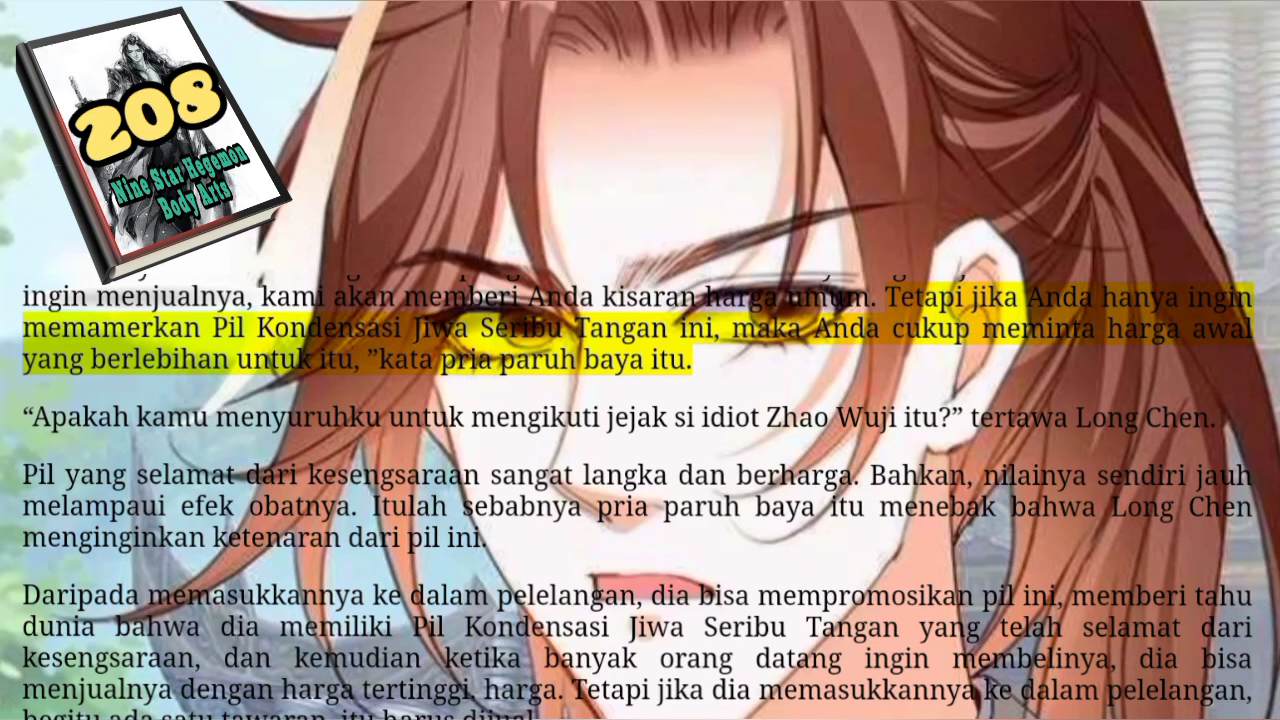 208
Nine Star Hegemon
Body Arts
ingin menjualnya, kami akan memberi Anda kisaran harga umum. Tetapi jika Anda hanya ingin
memamerkan Pil Kondensasi Jiwa Seribu Tangan ini, maka Anda cukup meminta harga awal
yang berlebihan untuk itu, ”kata pria paruh baya itu.
“Apakah kamu menyuruhku untuk mengikuti jejak si idiot Zhao Wuji itu?” tertawa Long Chen.
Pil yang selamat dari kesengsaraan sangat langka dan berharga. Bahkan, nilainya sendiri jauh
melampaui efek obatnya. Itulah sebabnya pria paruh baya itu menebak bahwa Long Chen
menginginkan ketenaran dari pil ini.
Daripada memasukkannya ke dalam pelelangan, dia bisa mempromosikan pil ini, memberi tahu
dunia bahwa dia memiliki Pil Kondensasi Jiwa Seribu Tangan yang telah selamat dari
kesengsaraan, dan kemudian ketika banyak orang datang ingin membelinya, dia bisa
menjualnya dengan harga tertinggi. harga. Tetapi jika dia memasukkannya ke dalam pelelangan,
begitu ada satu tawaran, itu harus dijual.